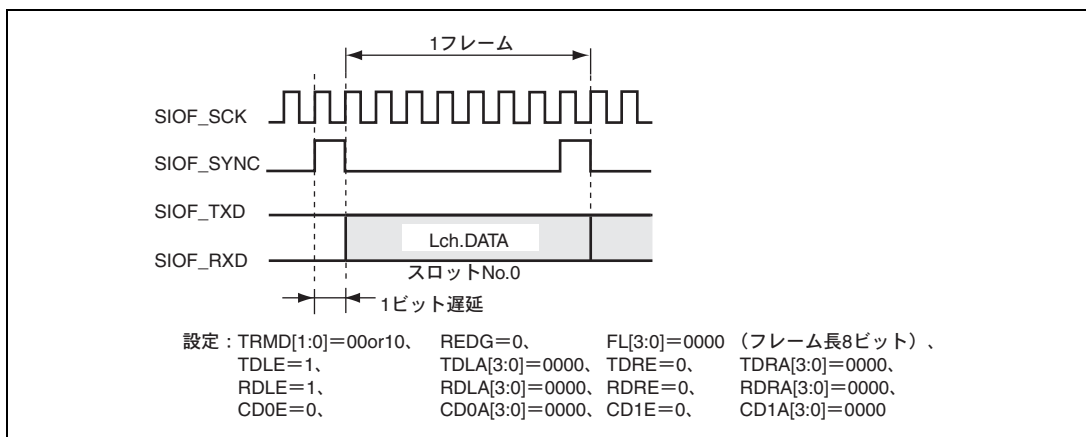 1フレーム
SIOF_SCK
SIOF_SYNC
SIOF_TXD
Lch.DATA
SIOF_RXD
スロットNo.0
1ビット遅延
設定：TRMD[1:0]＝00or10、 REDG＝0、 FL[3:0]＝0000 （フレーム長8ビット）、
TDLE＝1、 TDLA[3:0]＝0000、 TDRE＝0、 TDRA[3:0]＝0000、
RDLE＝1、 RDLA[3:0]＝0000、 RDRE＝0、 RDRA[3:0]＝0000、
CD0E＝0、 CD0A[3:0]＝0000、 CD1E＝0、 CD1A[3:0]＝0000